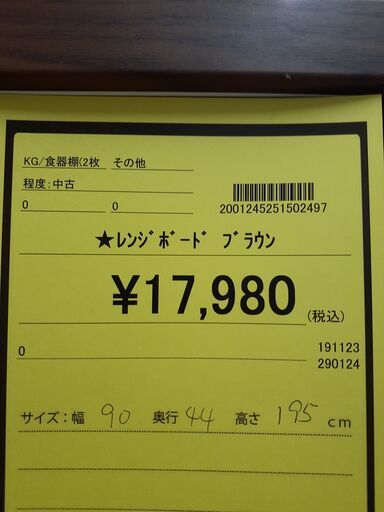 KG/食器棚(2枚 その他
程度:中古
0 0
2001245251502497
★ﾚﾝｼﾞﾎﾞｰﾄﾞ ﾌﾞﾗｳﾝ
¥17,980(税込)
0 191123
290124
サイズ:幅 90 奥行 44 高さ 195 cm